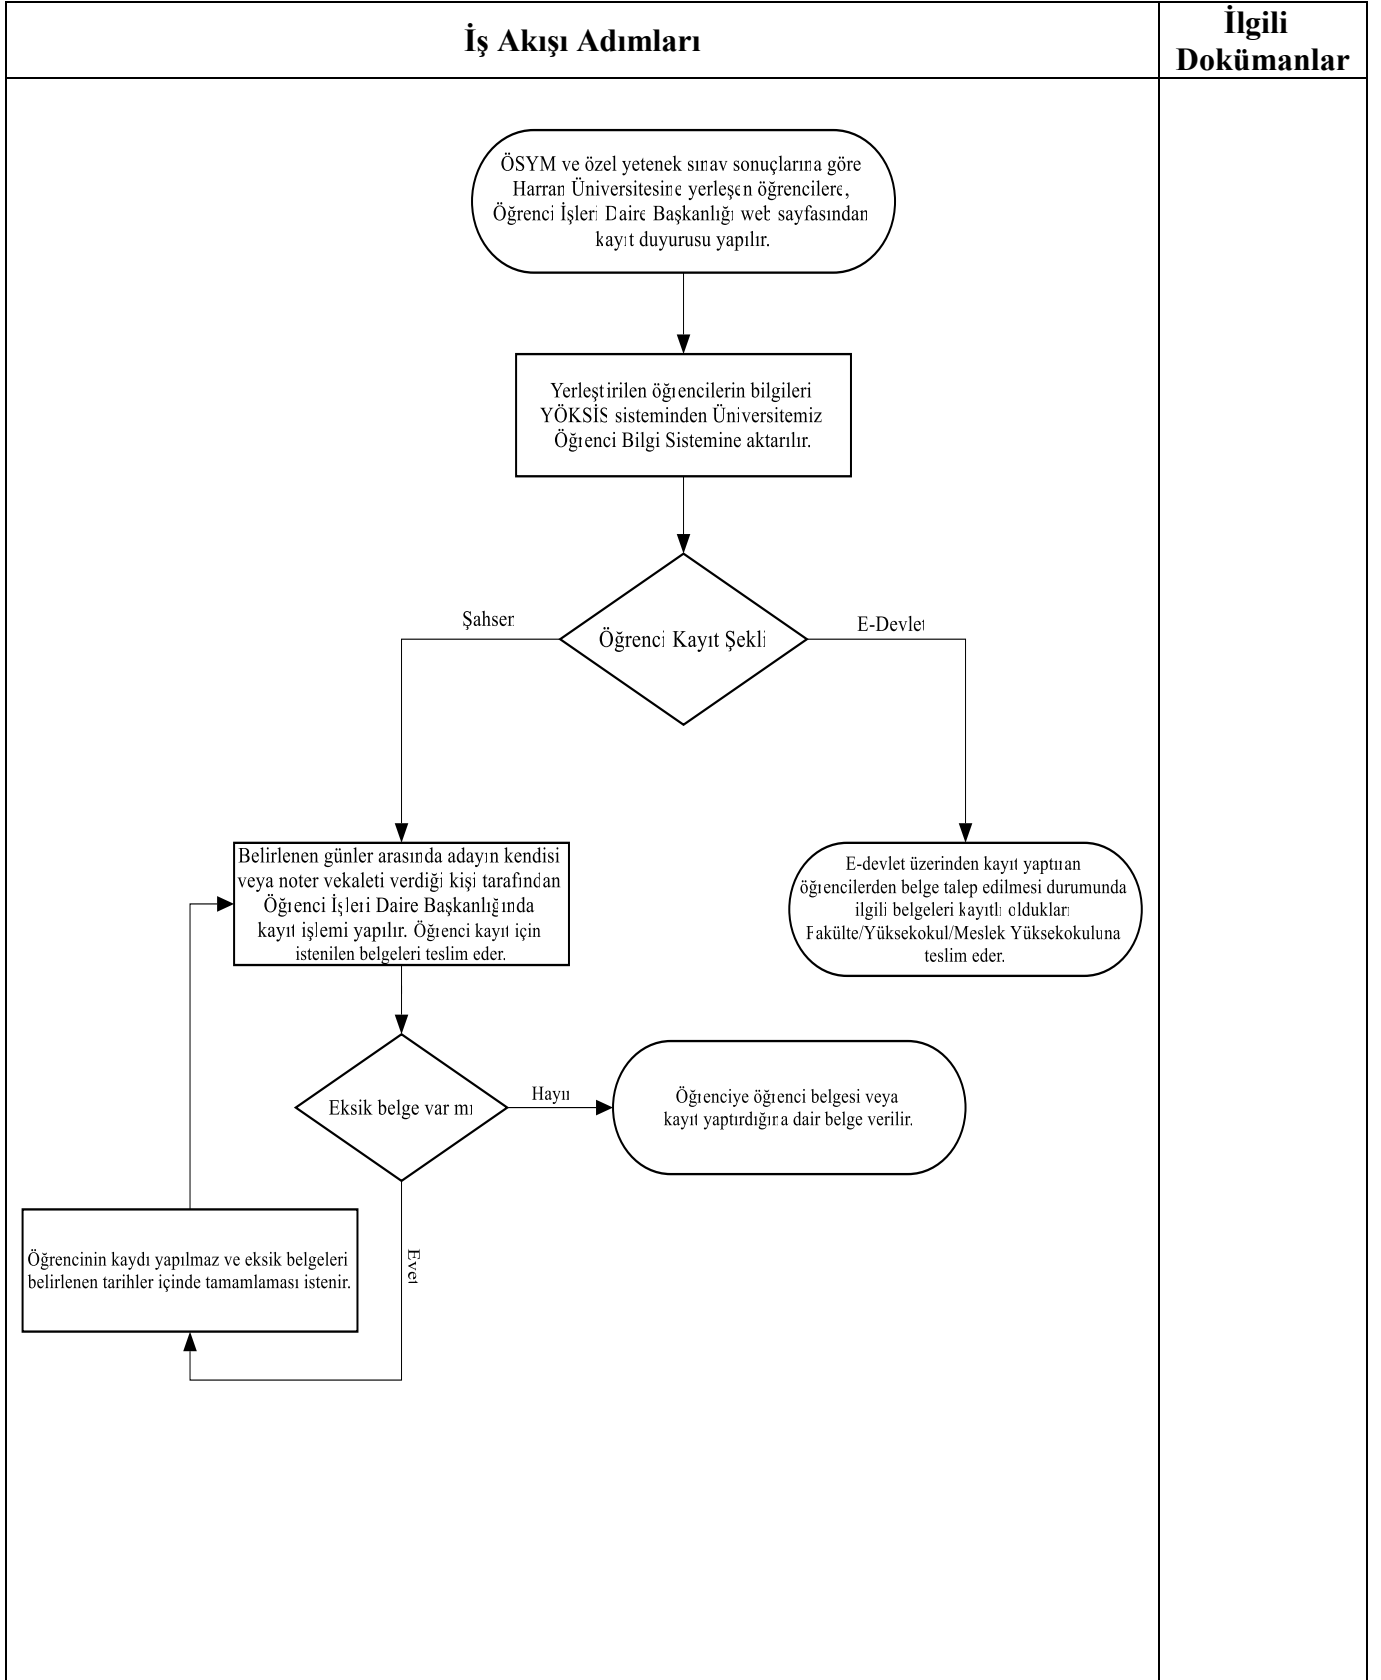 İş Akışı Adımları
İlgili
Dokümanlar
ÖSYM ve özel yetenek sınav sonuçlarına göre
Harran Üniversitesine yerleşen öğrencilere,
Öğrenci İşleri Daire Başkanlığı web sayfasından
kayıt duyurusu yapılır.
Yerleştirilen öğrencilerin bilgileri
YÖKSİS sisteminden Üniversitemiz
Öğrenci Bilgi Sistemine aktarılır.
Şahsen
Öğrenci Kayıt Şekli
E-Devlet
Belirlenen günler arasında adayın kendisi
veya noter vekaleti verdiği kişi tarafından
Öğrenci İşleri Daire Başkanlığında
kayıt işlemi yapılır. Öğrenci kayıt için
istenilen belgeleri teslim eder.
E-devlet üzerinden kayıt yaptıran
öğrencilerden belge talep edilmesi durumunda
ilgili belgeleri kayıtlı oldukları
Fakülte/Yüksekokul/Meslek Yüksekokuluna
teslim eder.
Eksik belge var mı
Hayır
Öğrenciye öğrenci belgesi veya
kayıt yaptırdığına dair belge verilir.
Evet
Öğrencinin kaydı yapılmaz ve eksik belgeleri
belirlenen tarihler içinde tamamlaması istenir.